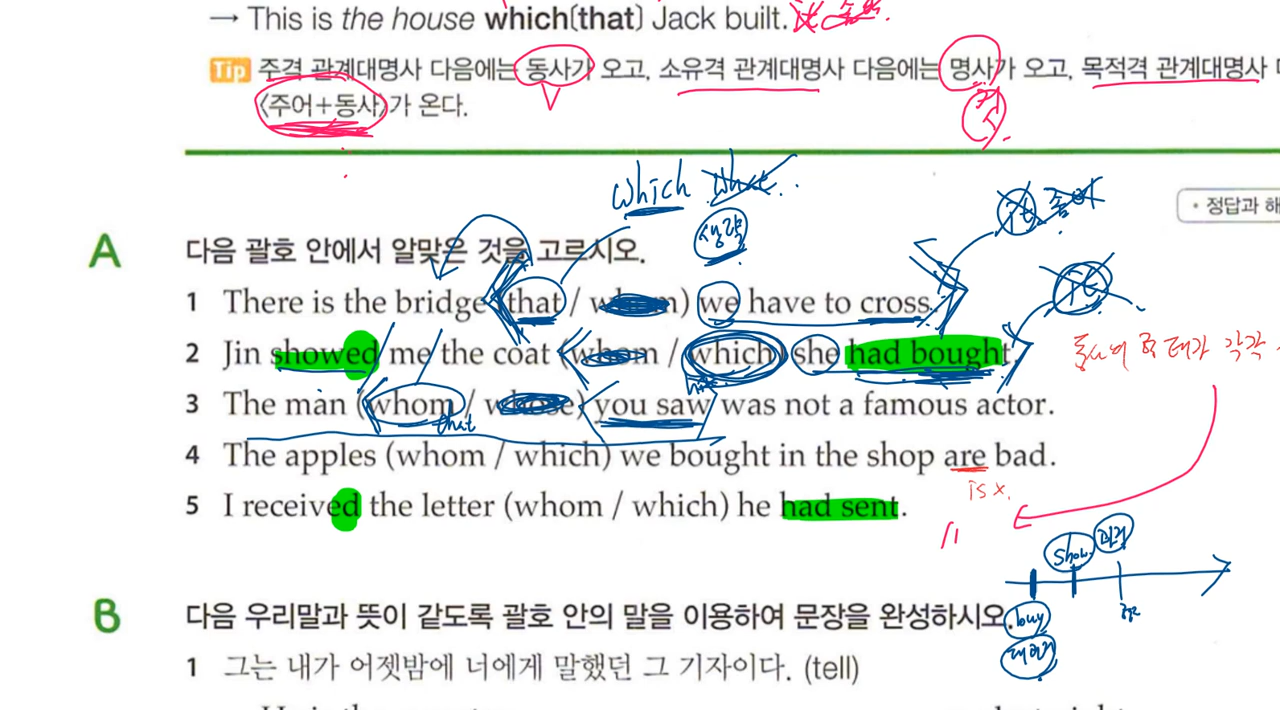 → This is the house which(that) Jack built.
Tip 주격 관계대명사 다음에는 동사가 오고, 소유격 관계대명사 다음에는 명사가 오고, 목적격 관계대명사
〈주어+동사〉가 온다.
which
생략
• 정답과 해
A 다음 괄호 안에서 알맞은 것을 고르시오.
1 There is the bridge (that / whom) we have to cross.
2 Jin showed me the coat (whom / which) she had bought.
3 The man (whom / whose) you saw was not a famous actor.
that
4 The apples (whom / which) we bought in the shop are bad.
is x.
5 I received the letter (whom / which) he had sent.
show
과거
buy
대과거
B 다음 우리말과 뜻이 같도록 괄호 안의 말을 이용하여 문장을 완성하시오.
1 그는 내가 어젯밤에 너에게 말했던 그 기자이다. (tell)